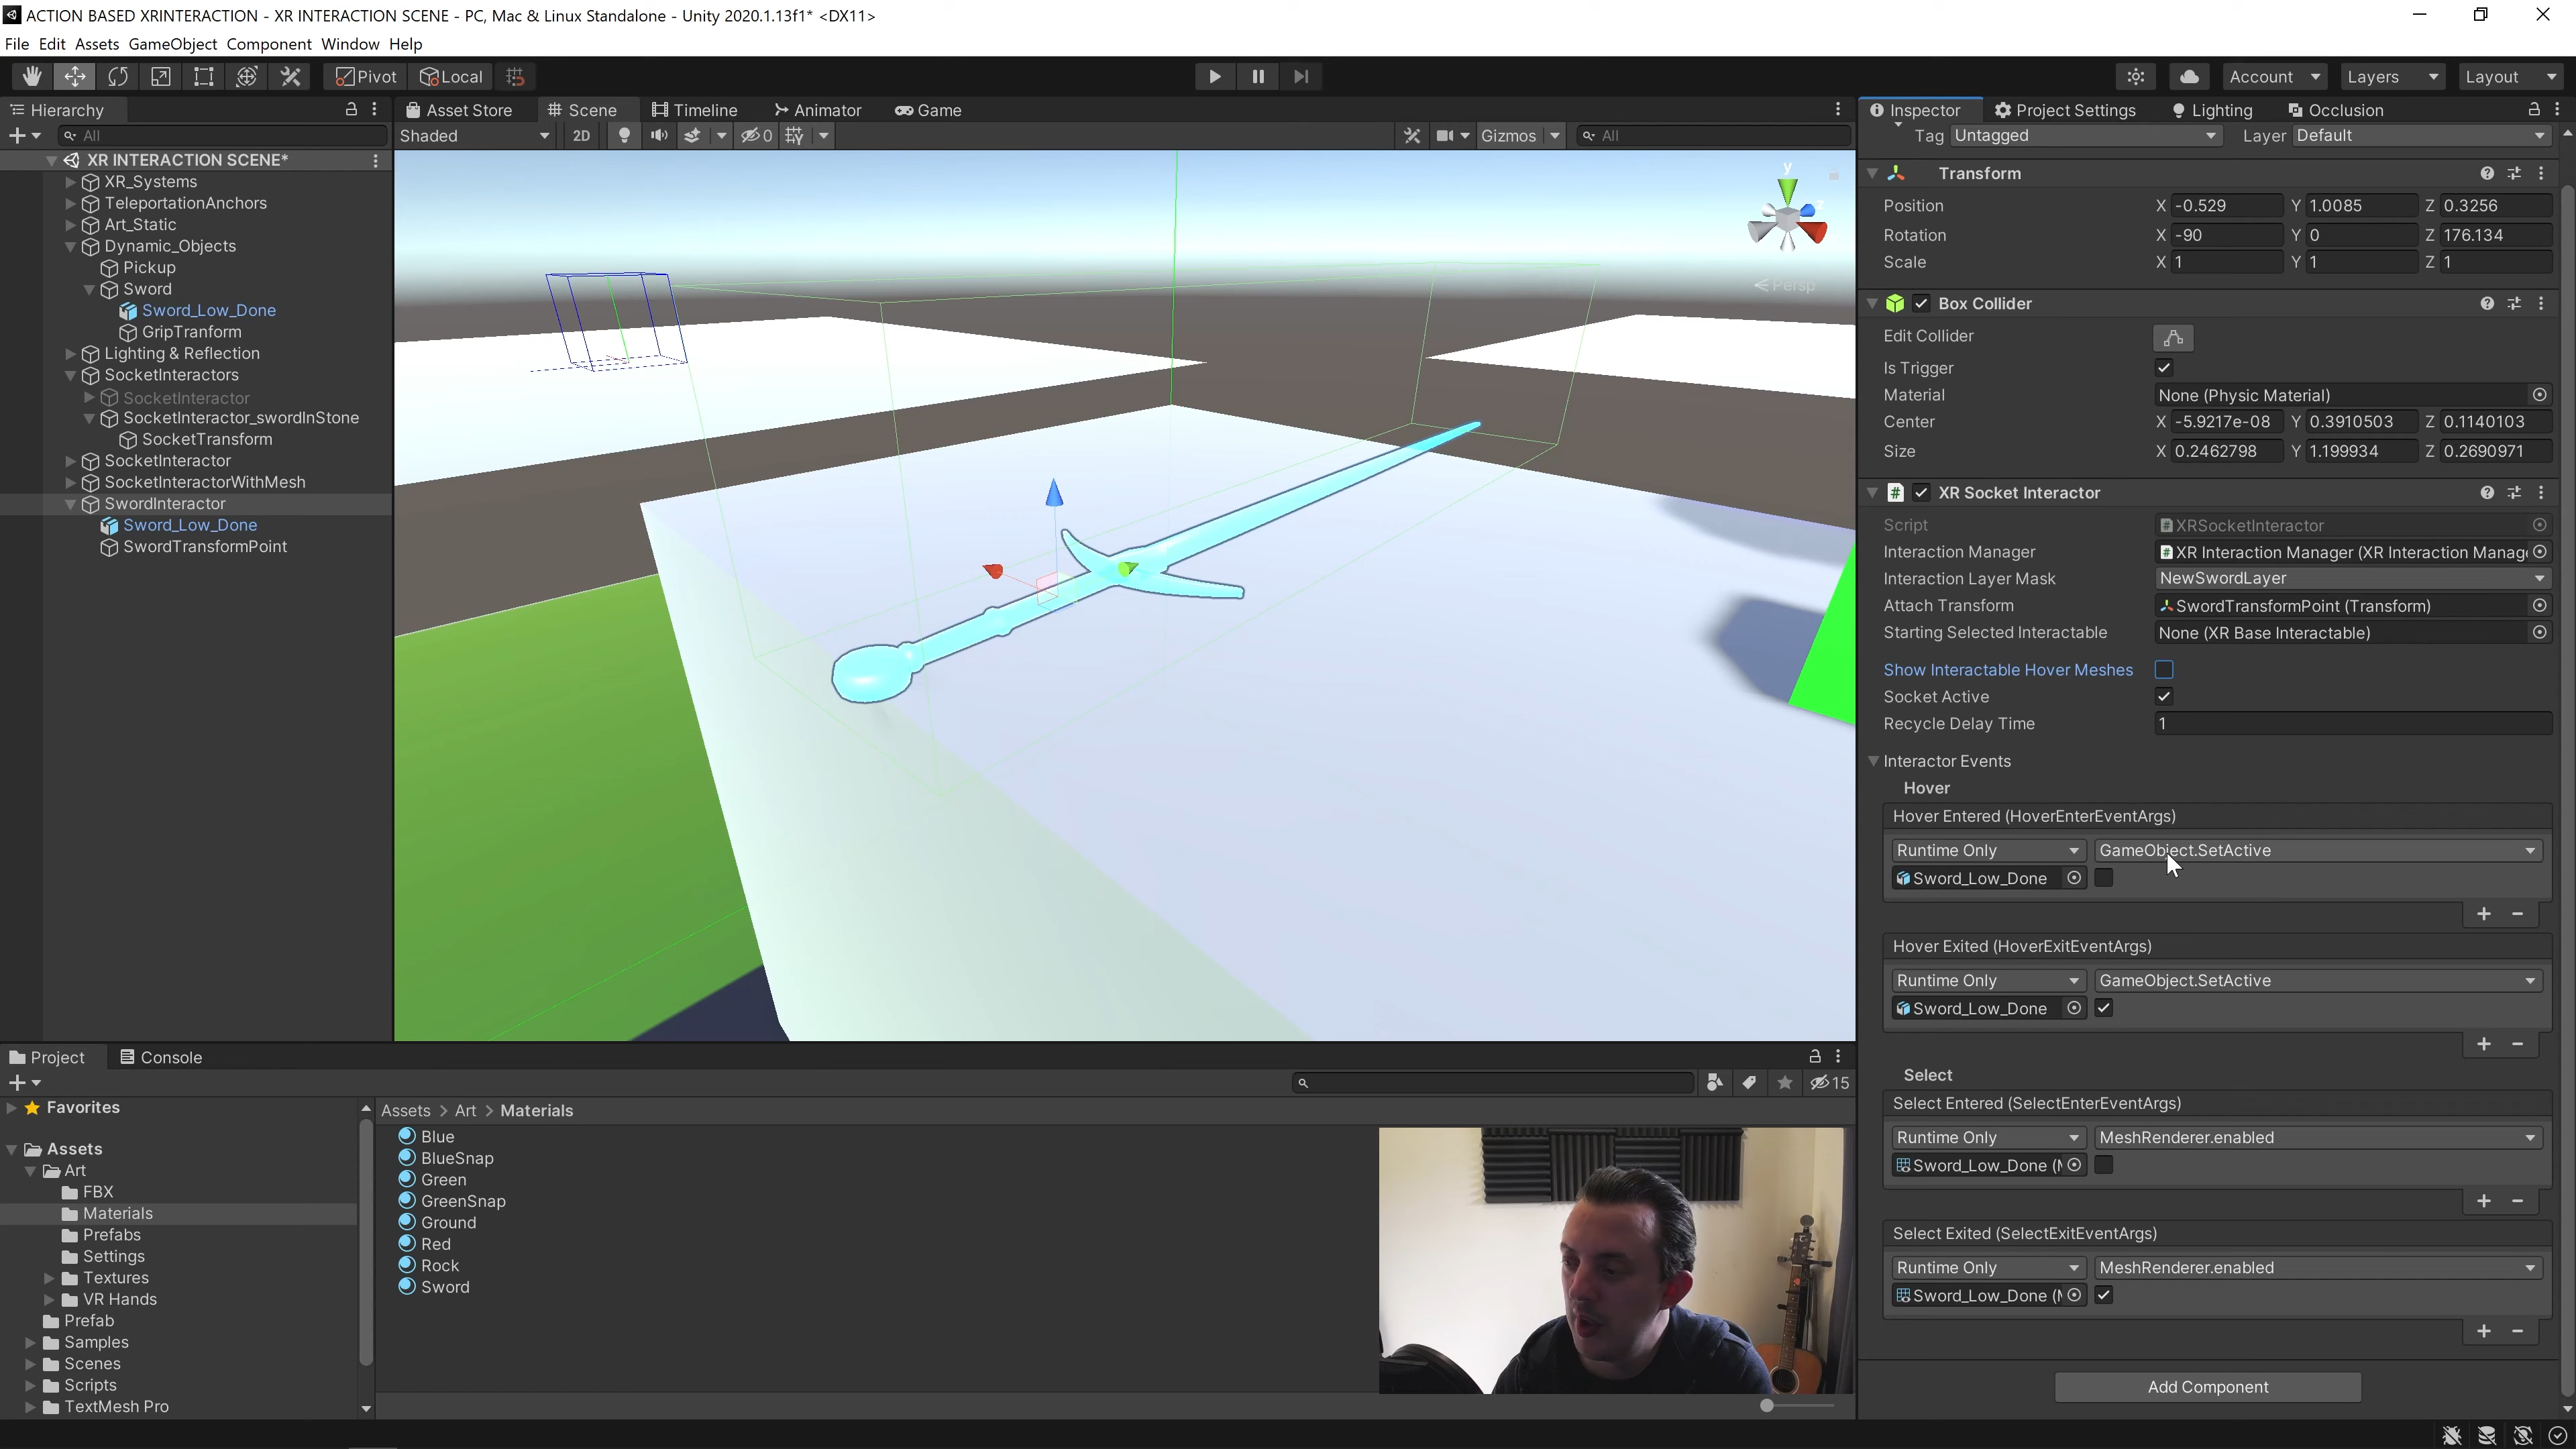 ACTION BASED XRINTERACTION - XR INTERACTION SCENE - PC, Mac & Linux Standalone - Unity 2020.1.13f1* <DX11>
File Edit Assets GameObject Component Window Help
Pivot Local Account Layers Layout
Hierarchy
All
XR INTERACTION SCENE*
XR_Systems
TeleportationAnchors
Art_Static
Dynamic_Objects
Pickup
Sword
Sword_Low_Done
GripTranform
Lighting & Reflection
SocketInteractors
SocketInteractor
SocketInteractor_swordInStone
SocketTransform
SocketInteractor
SocketInteractorWithMesh
SwordInteractor
Sword_Low_Done
SwordTransformPoint
Asset Store Scene Timeline Animator Game
Shaded 2D 0 Gizmos All
y
z
Persp
Inspector Project Settings Lighting Occlusion
Tag Untagged Layer Default
Transform
Position X -0.529 Y 1.0085 Z 0.3256
Rotation X -90 Y 0 Z 176.134
Scale X 1 Y 1 Z 1
Box Collider
Edit Collider
Is Trigger
Material None (Physic Material)
Center X -5.9217e-08 Y 0.3910503 Z 0.1140103
Size X 0.2462798 Y 1.199934 Z 0.2690971
XR Socket Interactor
Script XRSocketInteractor
Interaction Manager XR Interaction Manager (XR Interaction Manag
Interaction Layer Mask NewSwordLayer
Attach Transform SwordTransformPoint (Transform)
Starting Selected Interactable None (XR Base Interactable)
Show Interactable Hover Meshes
Socket Active
Recycle Delay Time 1
Interactor Events
Hover
Hover Entered (HoverEnterEventArgs)
Runtime Only GameObject.SetActive
Sword_Low_Done
Hover Exited (HoverExitEventArgs)
Runtime Only GameObject.SetActive
Sword_Low_Done
Select
Select Entered (SelectEnterEventArgs)
Runtime Only MeshRenderer.enabled
Sword_Low_Done (
Select Exited (SelectExitEventArgs)
Runtime Only MeshRenderer.enabled
Sword_Low_Done (
Add Component
Project Console
15
Favorites
Assets
Art
FBX
Materials
Prefabs
Settings
Textures
VR Hands
Prefab
Samples
Scenes
Scripts
TextMesh Pro
Assets > Art > Materials
Blue
BlueSnap
Green
GreenSnap
Ground
Red
Rock
Sword